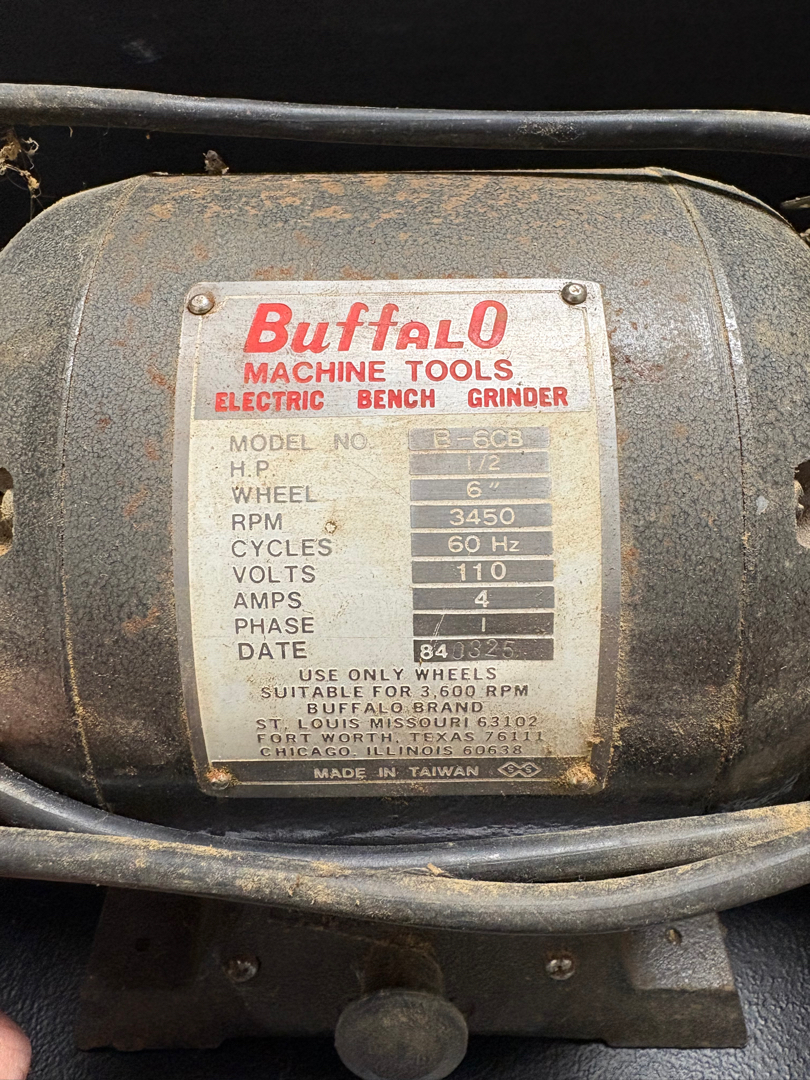 BuffaLO
MACHINE TOOLS
ELECTRIC BENCH GRINDER
MODEL NO. B-6CB
H.P 1/2
WHEEL 6"
RPM 3450
CYCLES 60 Hz
VOLTS 110
AMPS 4
PHASE 1
DATE 840325
USE ONLY WHEELS
SUITABLE FOR 3,600 RPM
BUFFALO BRAND
ST. LOUIS MISSOURI 63102
FORT WORTH, TEXAS 76111
CHICAGO, ILLINOIS 60638
MADE IN TAIWAN